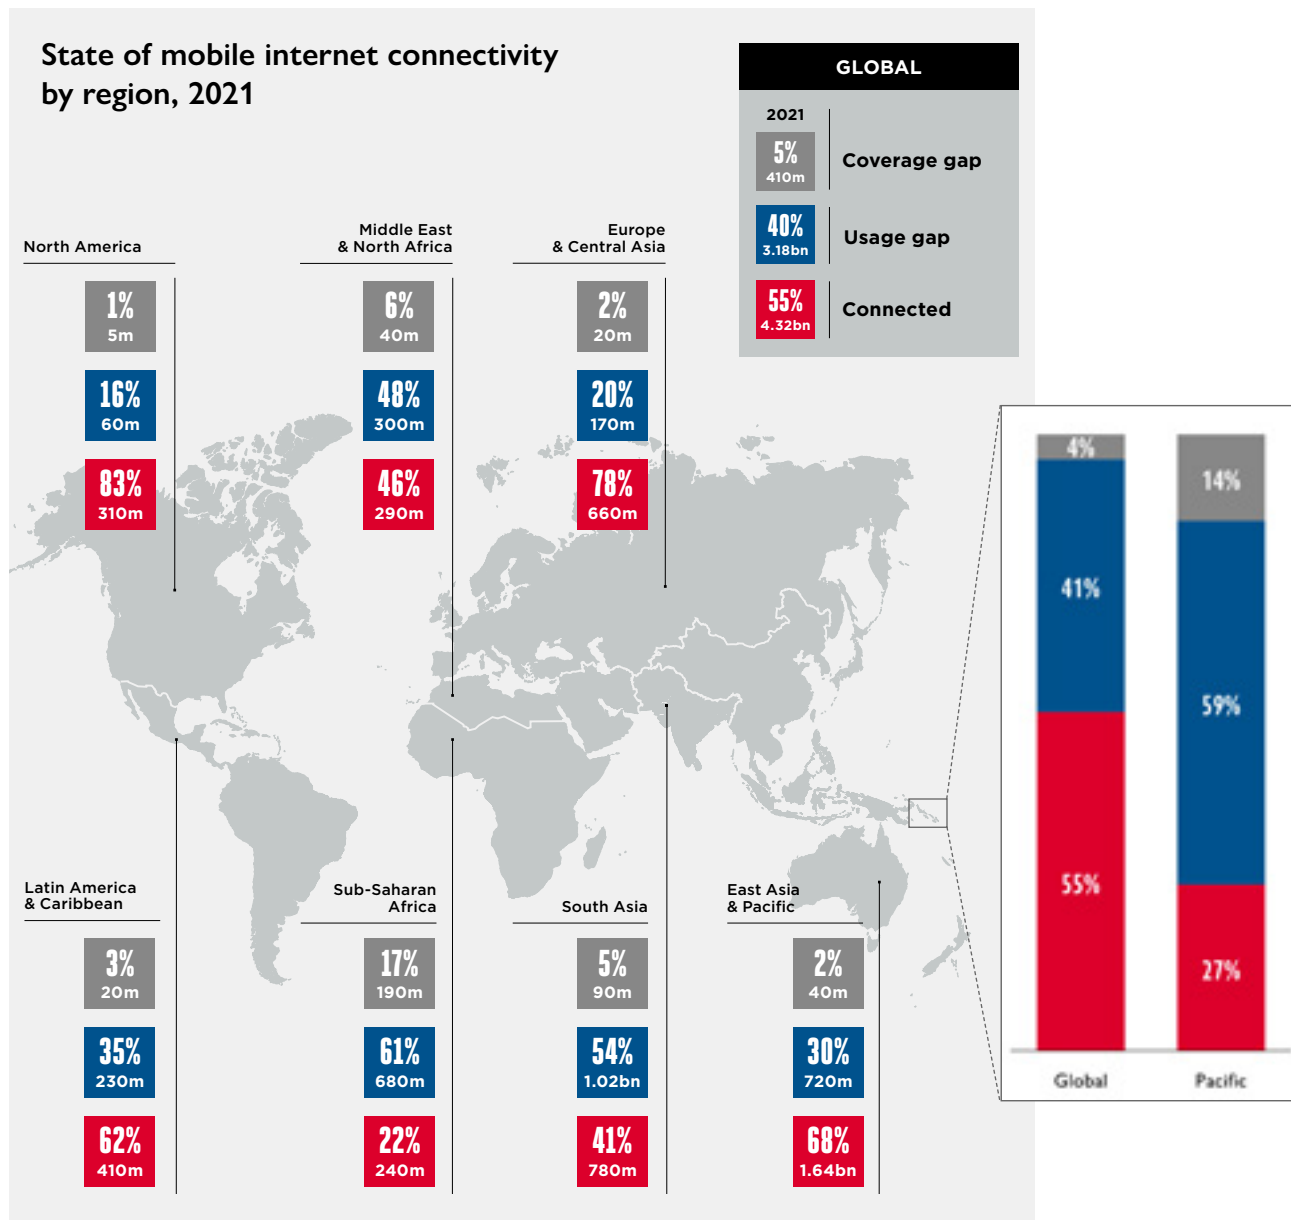 State of mobile internet connectivity
by region, 2021
GLOBAL
2021
5%
410m
Coverage gap
40%
3.18bn
Usage gap
55%
4.32bn
Connected
North America
1%
5m
16%
60m
83%
310m
Middle East
& North Africa
6%
40m
48%
300m
46%
290m
Europe
& Central Asia
2%
20m
20%
170m
78%
660m
Latin America
& Caribbean
3%
20m
35%
230m
62%
410m
Sub-Saharan
Africa
17%
190m
61%
680m
22%
240m
South Asia
5%
90m
54%
1.02bn
41%
780m
East Asia
& Pacific
2%
40m
30%
720m
68%
1.64bn
4%
41%
55%
Global
14%
59%
27%
Pacific